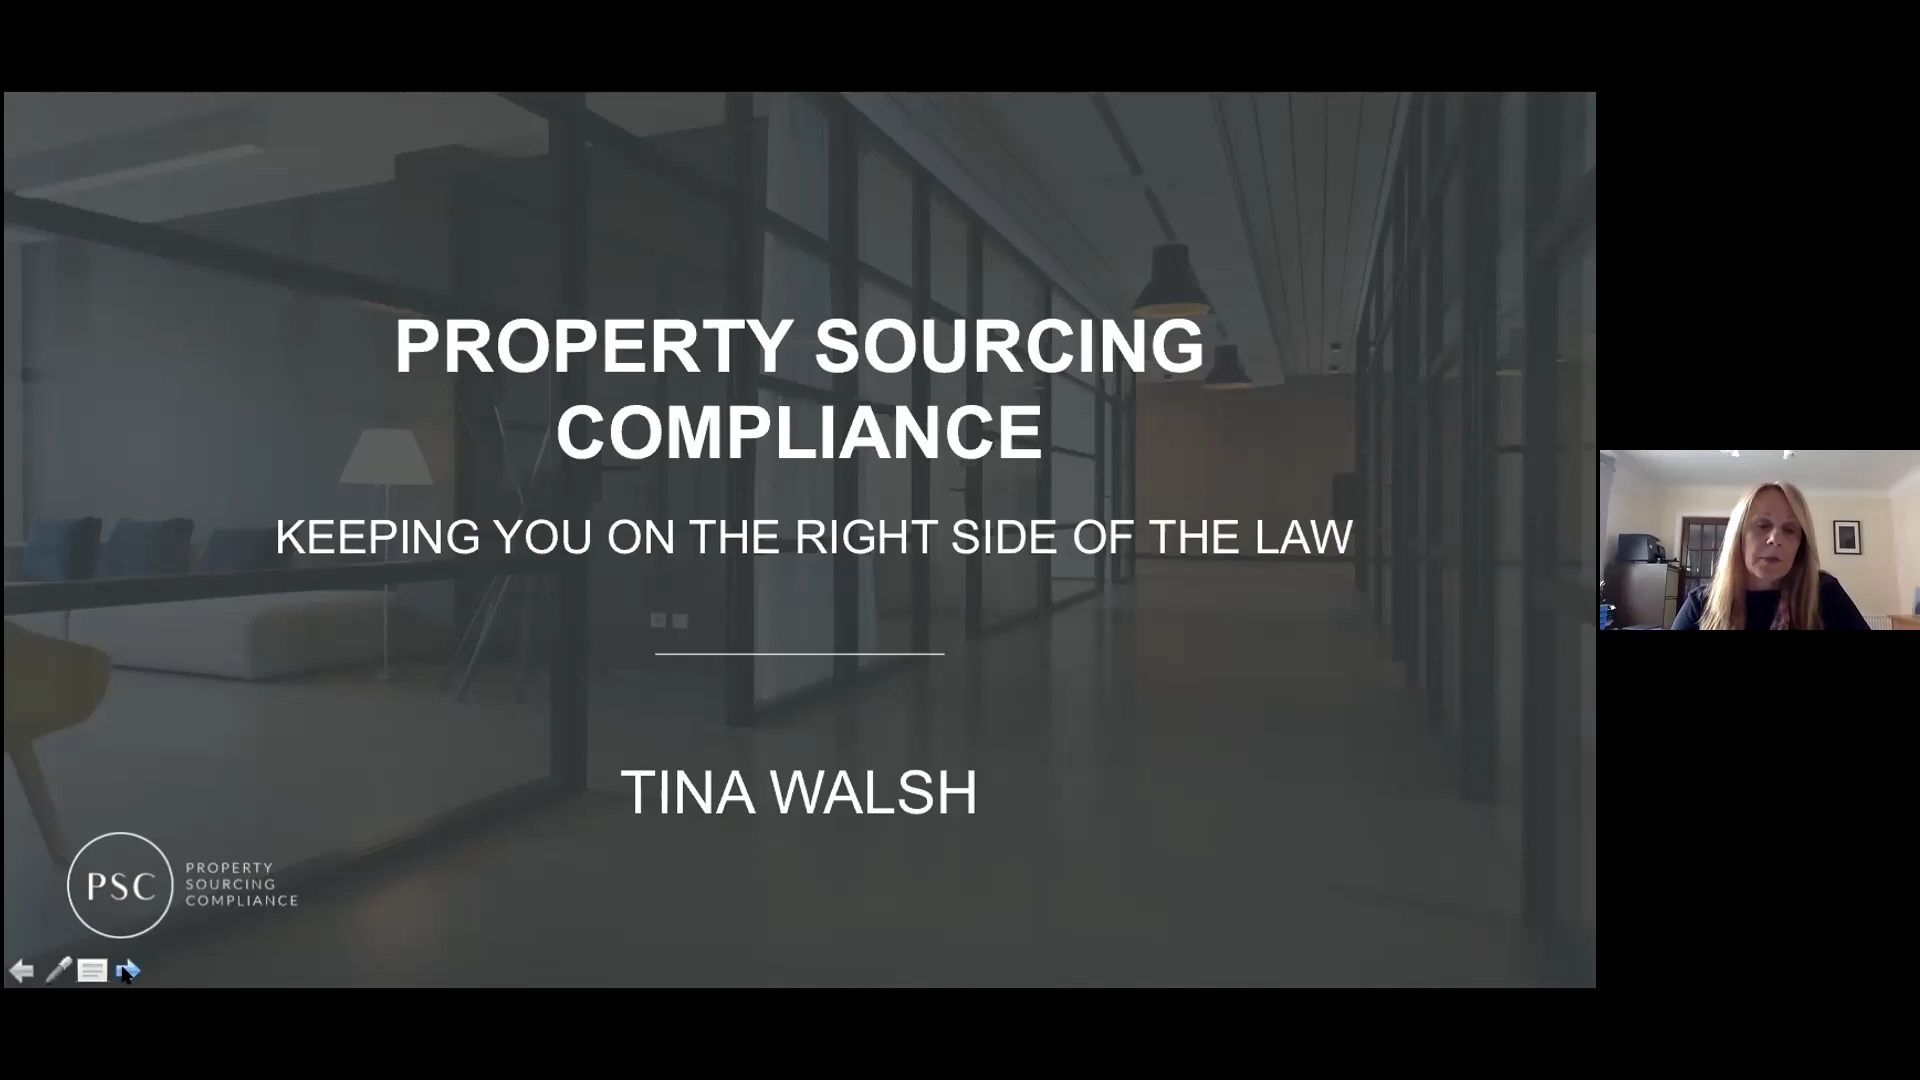 PROPERTY SOURCING
COMPLIANCE
KEEPING YOU ON THE RIGHT SIDE OF THE LAW
TINA WALSH
PSC
PROPERTY
SOURCING
COMPLIANCE